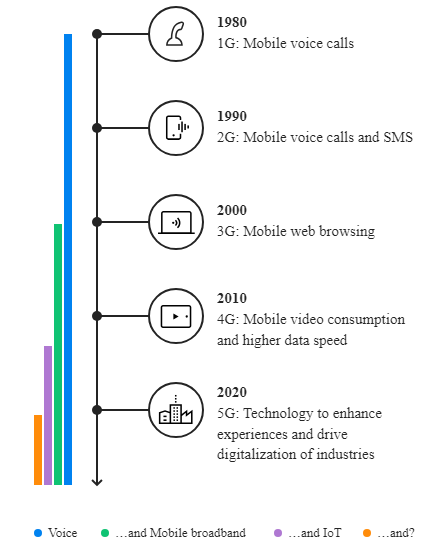 1980
1G: Mobile voice calls
1990
2G: Mobile voice calls and SMS
2000
3G: Mobile web browsing
2010
4G: Mobile video consumption
and higher data speed
2020
5G: Technology to enhance
experiences and drive
digitalization of industries
Voice ...and Mobile broadband ...and IoT ...and?